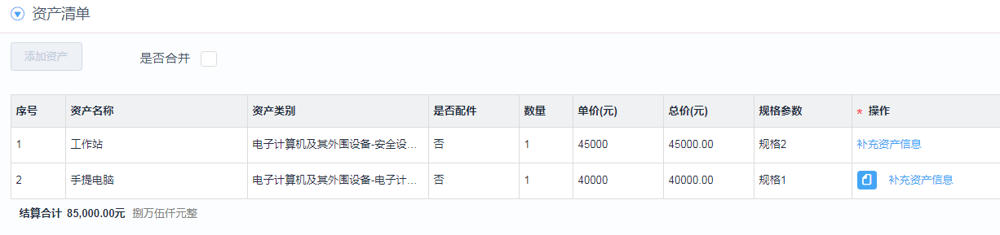 资产清单
添加资产 是否合并
序号 资产名称 资产类别 是否配件 数量 单价(元) 总价(元) 规格参数 * 操作
1 工作站 电子计算机及其外围设备-安全设... 否 1 45000 45000.00 规格2 补充资产信息
2 手提电脑 电子计算机及其外围设备-电子计... 否 1 40000 40000.00 规格1 补充资产信息
结算合计 85,000.00元 捌万伍仟元整